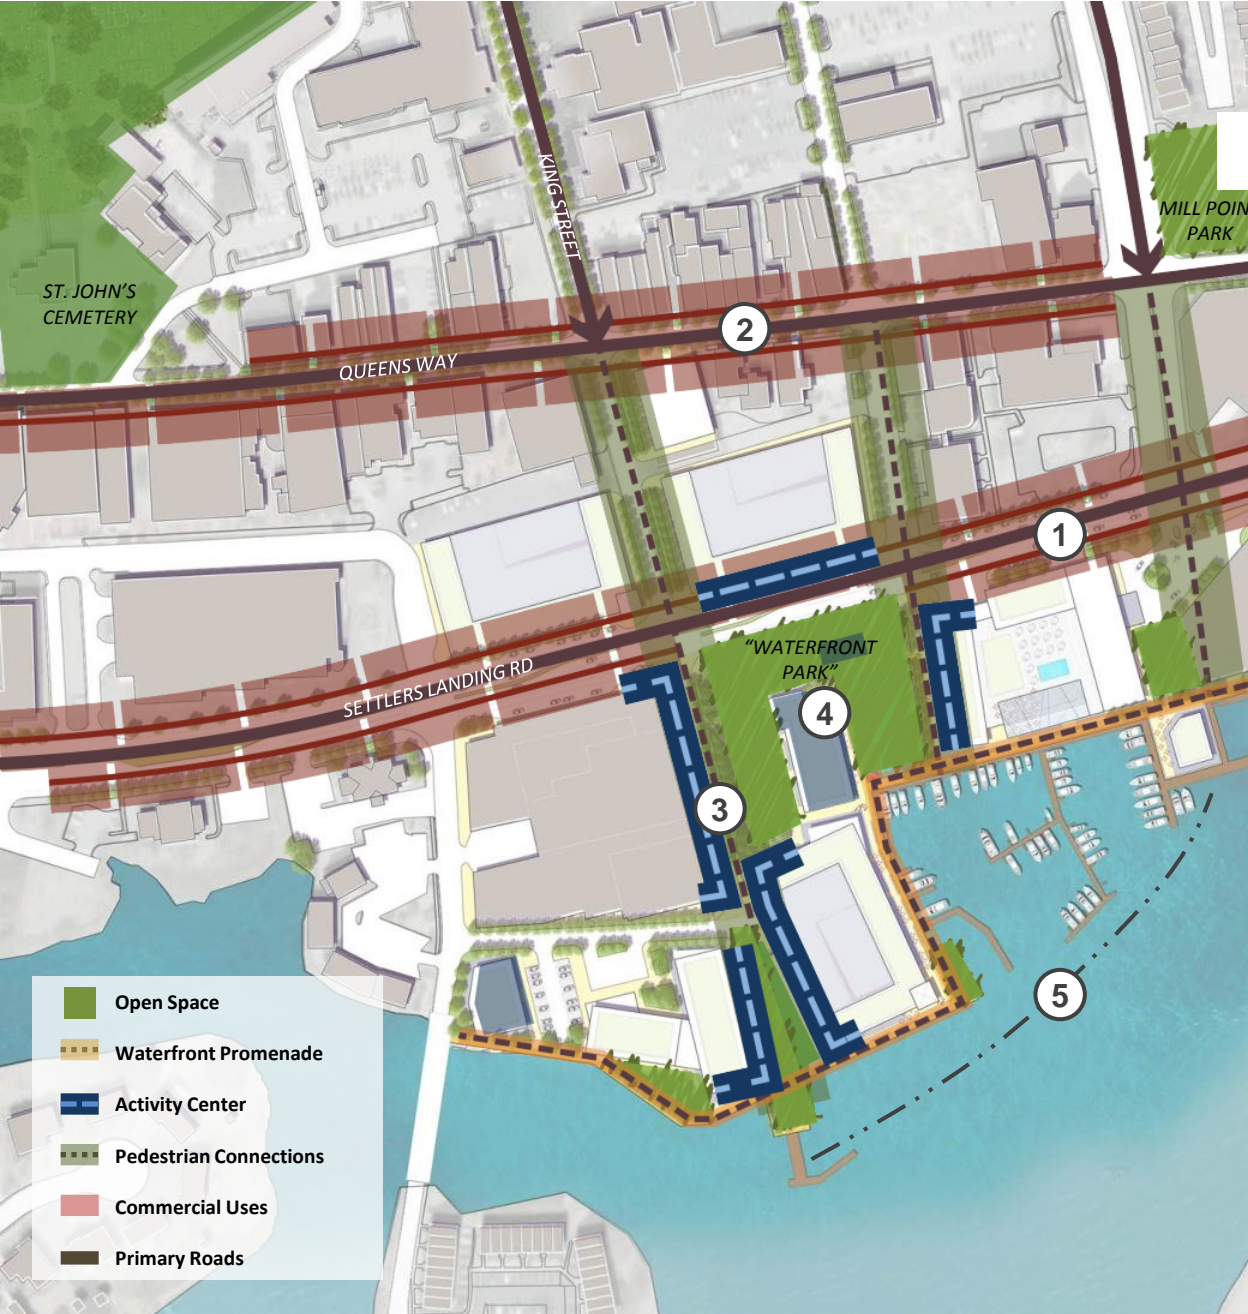 KING STREET
MILL POIN
PARK
ST. JOHN'S
CEMETERY
2
QUEENS WAY
1
"WATERFRONT
PARK"
SETTLERS LANDING RD
4
3
5
Open Space
Waterfront Promenade
Activity Center
Pedestrian Connections
Commercial Uses
Primary Roads